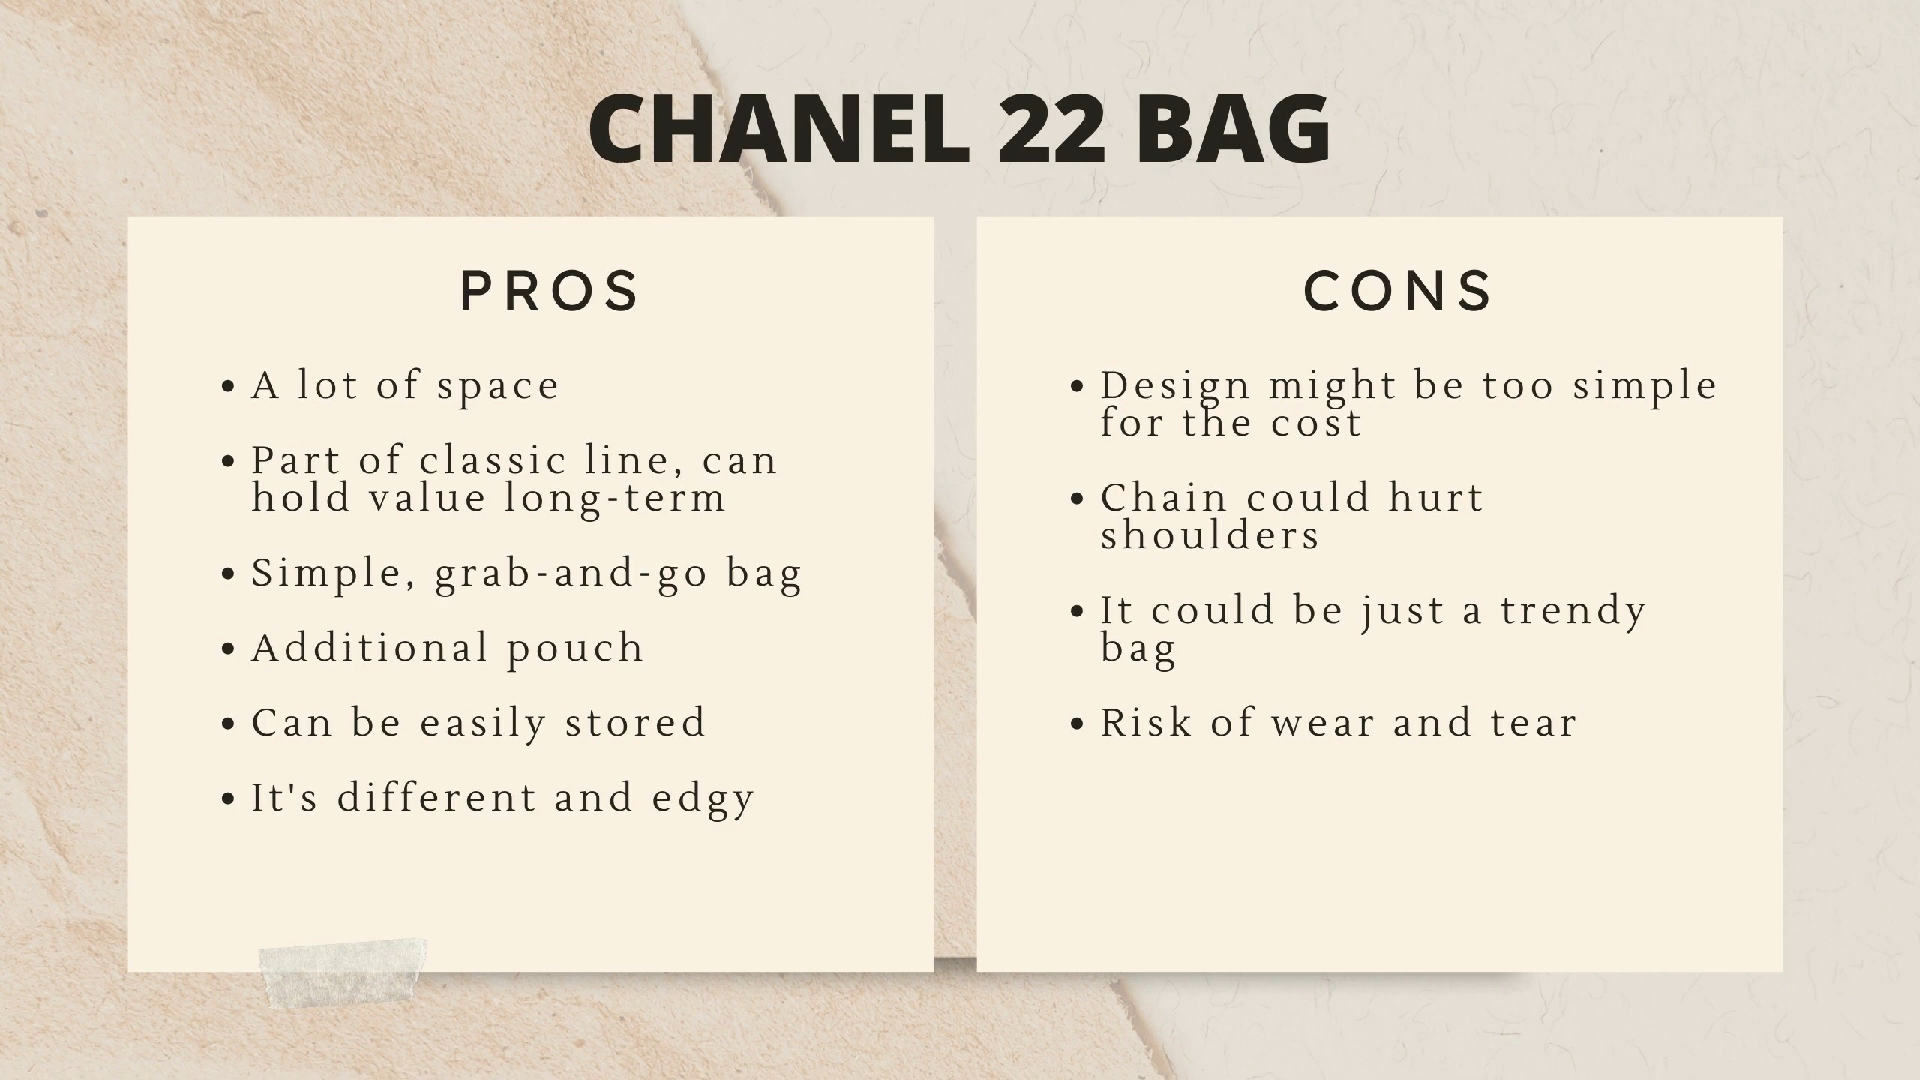 CHANEL 22 BAG
PROS
• A lot of space
• Part of classic line, can
hold value long-term
• Simple, grab-and-go bag
• Additional pouch
• Can be easily stored
• It's different and edgy
CONS
• Design might be too simple
for the cost
• Chain could hurt
shoulders
• It could be just a trendy
bag
• Risk of wear and tear